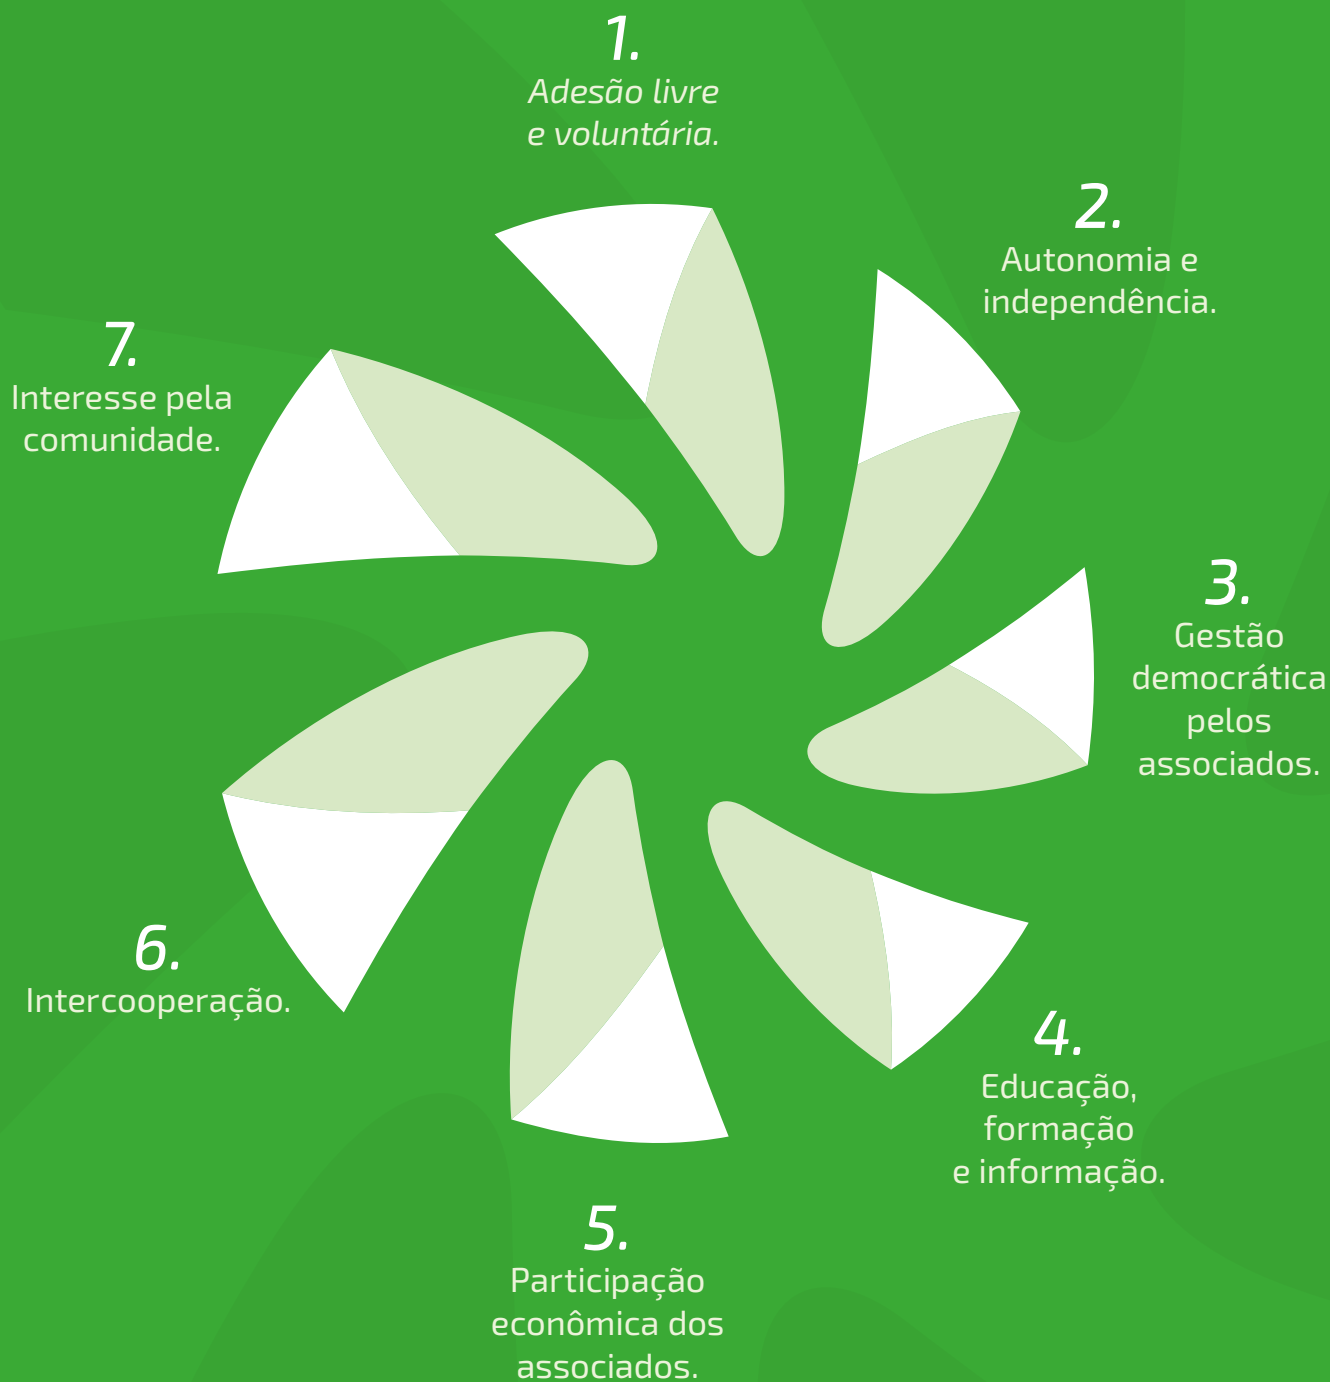 1.
Adesão livre
e voluntária.
2.
Autonomia e
independência.
3.
Gestão
democrática
pelos
associados.
4.
Educação,
formação
e informação.
5.
Participação
econômica dos
associados.
6.
Intercooperação.
7.
Interesse pela
comunidade.